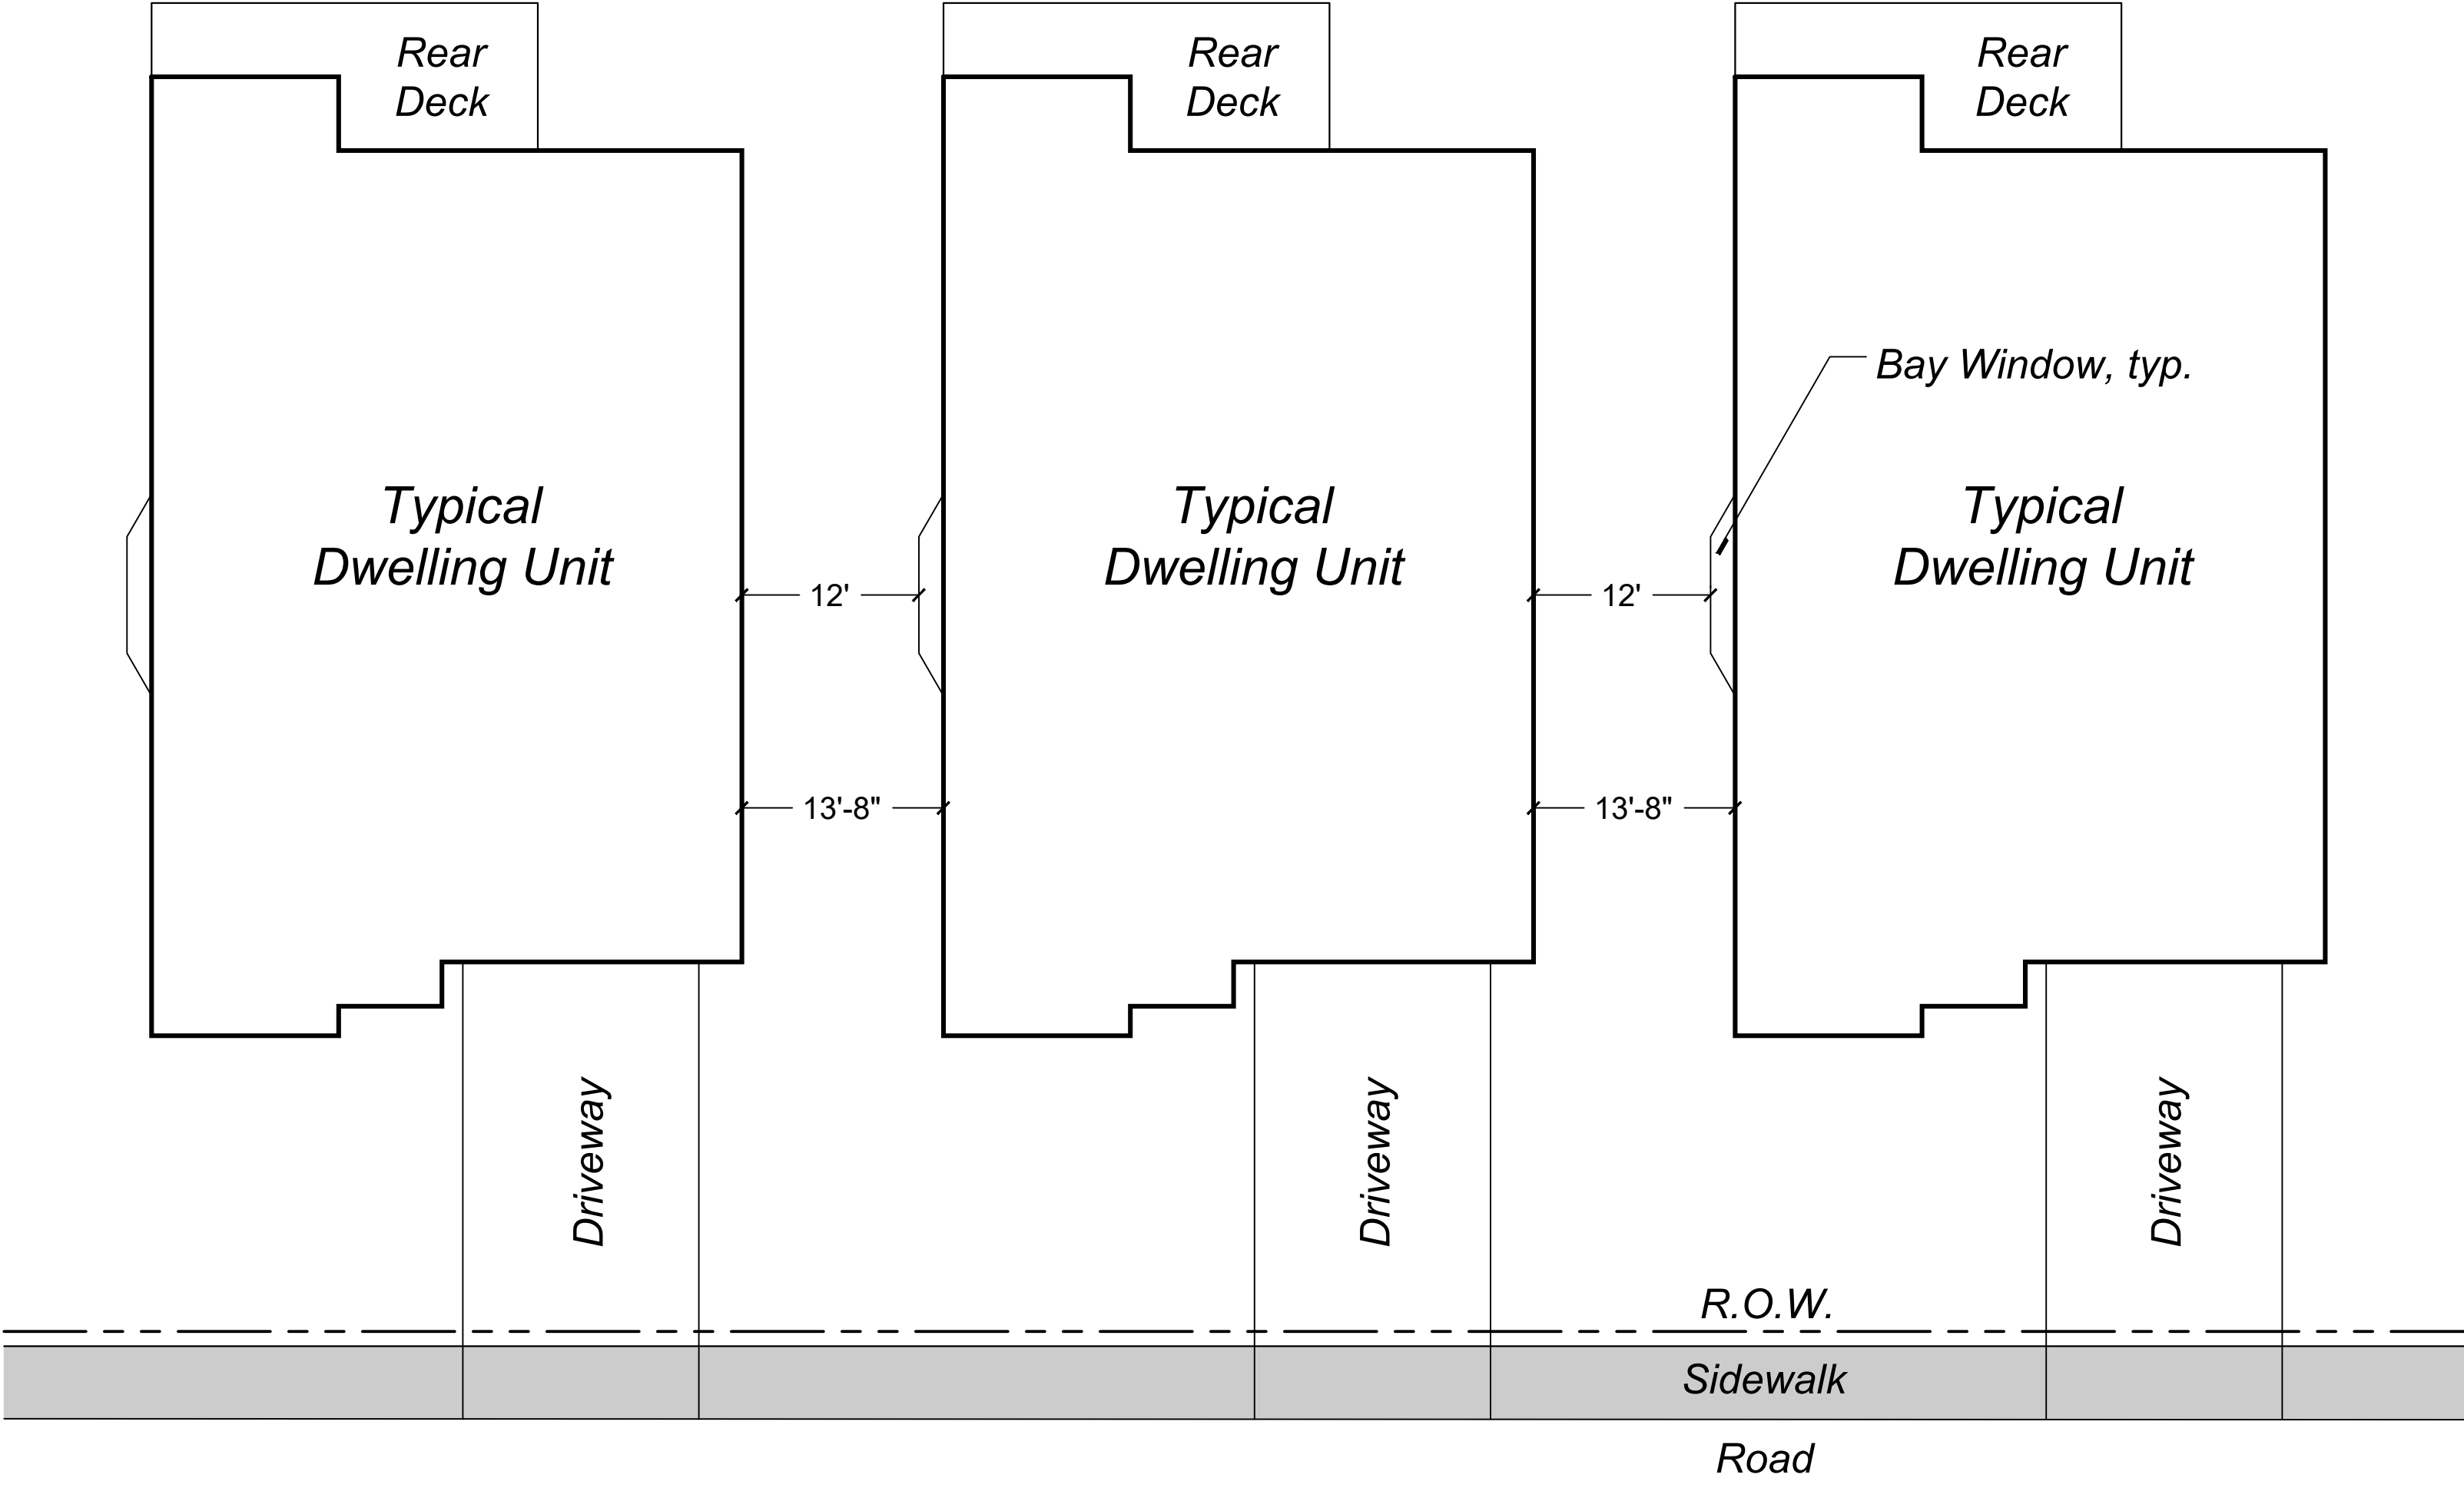 Rear
Deck
Rear
Deck
Rear
Deck
Bay Window, typ.
Typical
Dwelling Unit
Typical
Dwelling Unit
Typical
Dwelling Unit
12'
12'
13'-8"
13'-8"
Driveway
Driveway
Driveway
R.O.W.
Sidewalk
Road